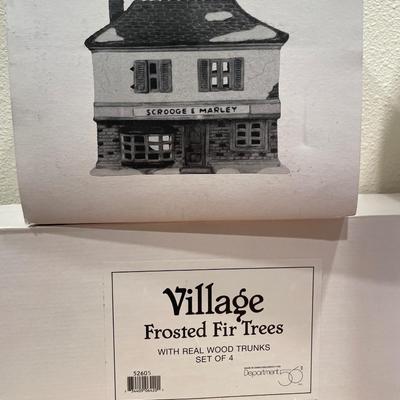 SCROOGE & MARLEY
Village
Frosted Fir Trees
WITH REAL WOOD TRUNKS
SET OF 4
52605
Department 56